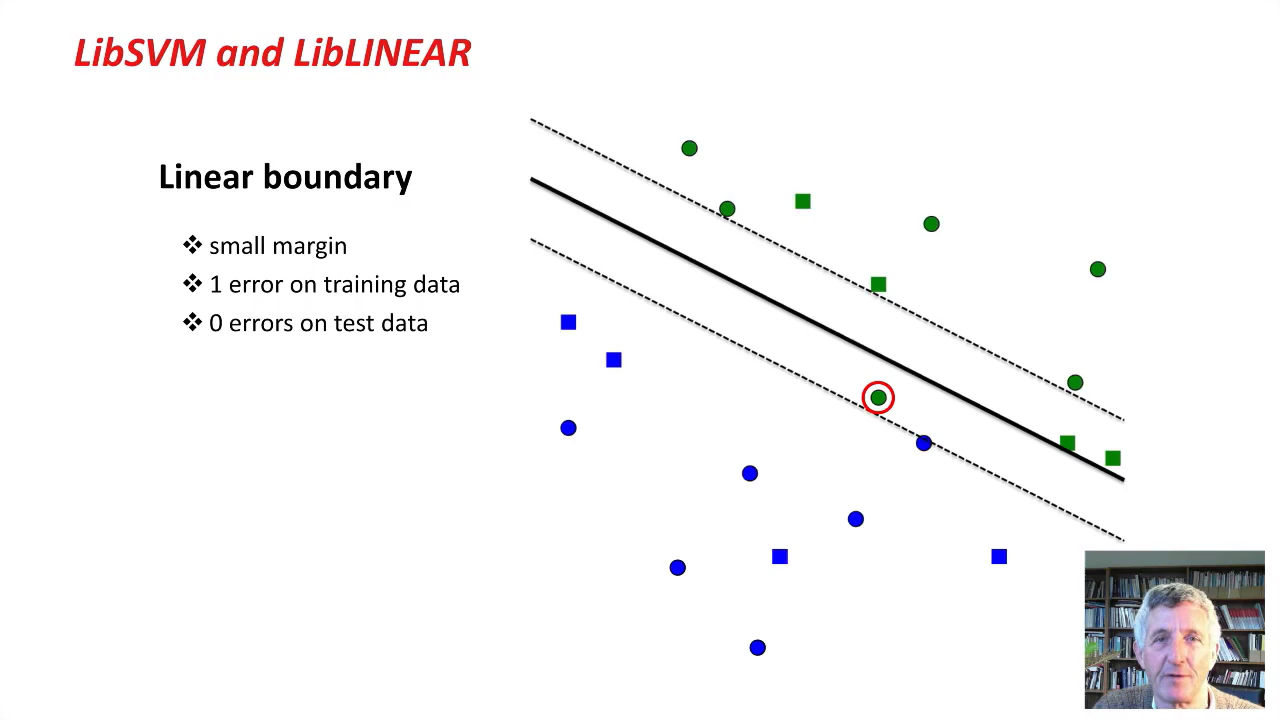 LibSVM and LibLINEAR
Linear boundary
❖ small margin
❖ 1 error on training data
❖ 0 errors on test data